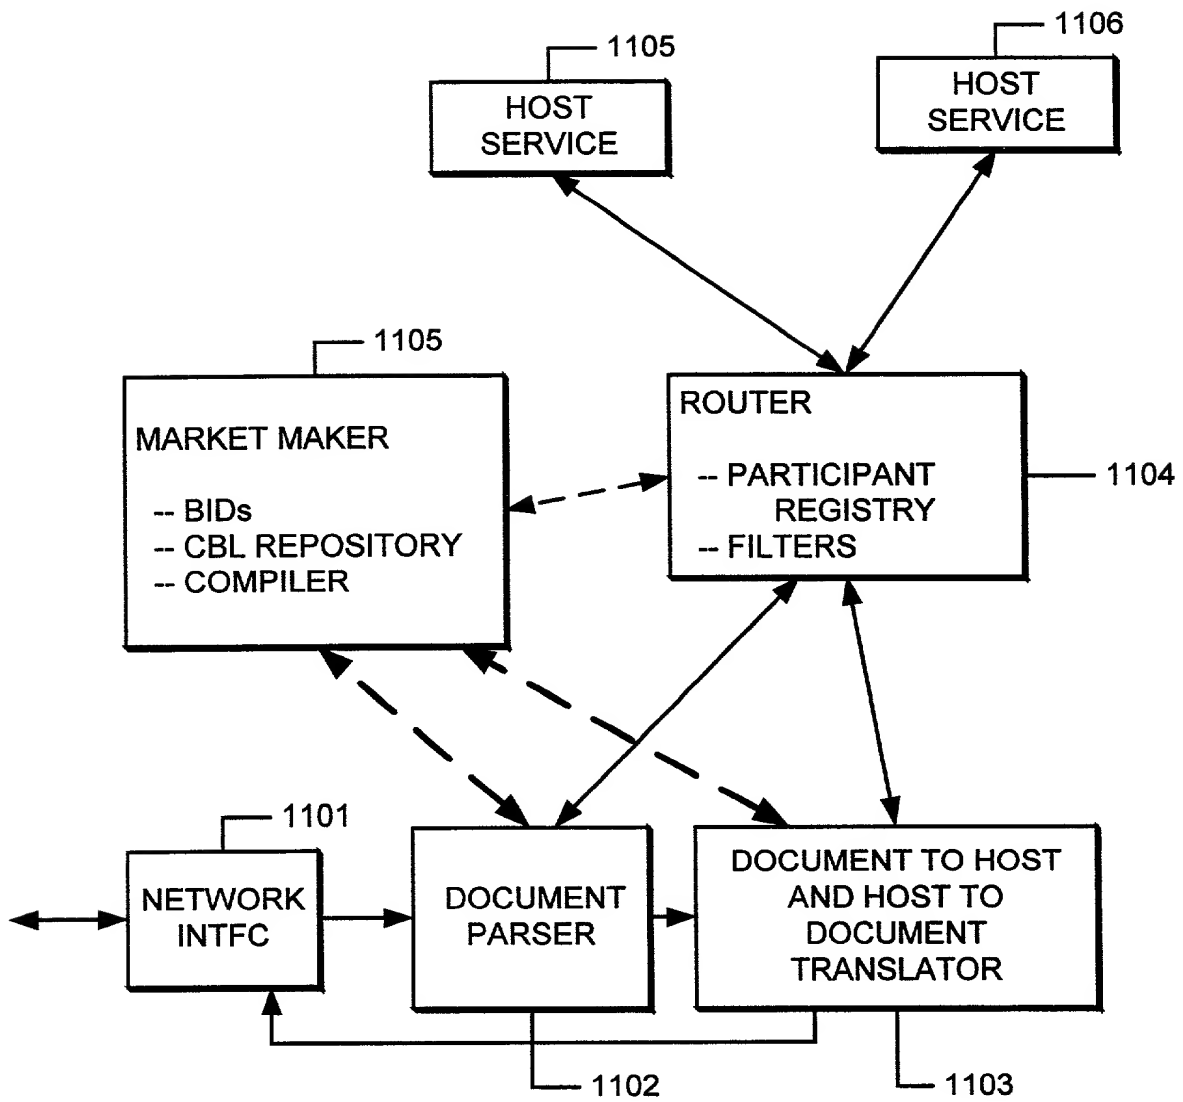 1105
HOST
SERVICE
1106
HOST
SERVICE
1105
MARKET MAKER
-- BIDs
-- CBL REPOSITORY
-- COMPILER
ROUTER
-- PARTICIPANT
REGISTRY
-- FILTERS
1104
1101
NETWORK
INTFC
DOCUMENT
PARSER
DOCUMENT TO HOST
AND HOST TO
DOCUMENT
TRANSLATOR
1102
1103